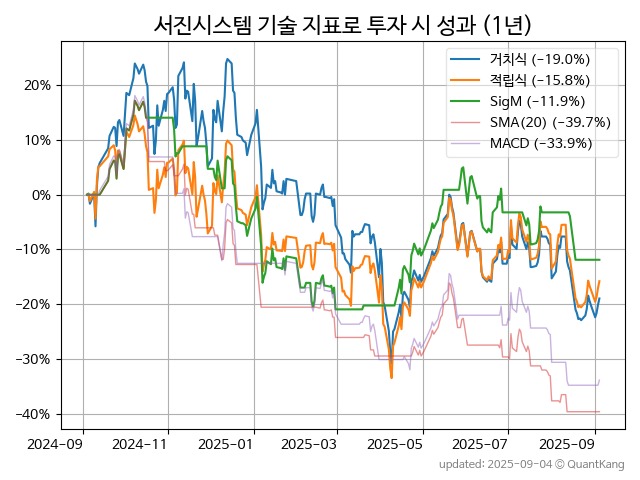 서진시스템 기술 지표로 투자 시 성과 (1년)
거치식 (−19.0%)
적립식 (−15.8%)
SigM (−11.9%)
SMA(20) (−39.7%)
MACD (−33.9%)
20%
10%
0%
−10%
−20%
−30%
−40%
2024-09 2024-11 2025-01 2025-03 2025-05 2025-07 2025-09
updated: 2025-09-04 © QuantKang